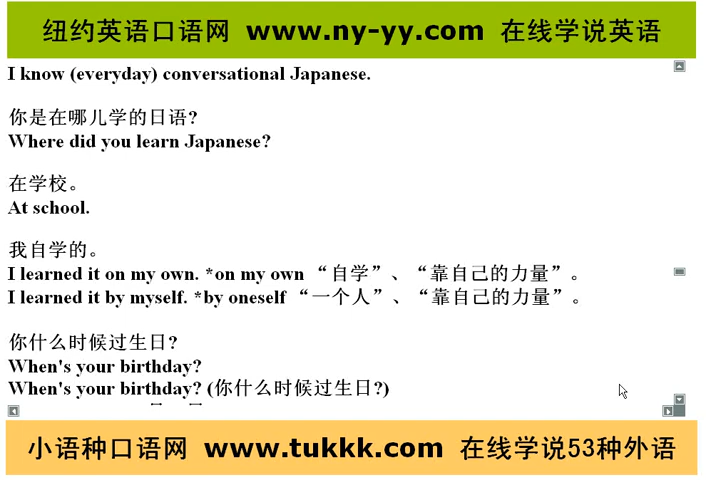 纽约英语口语网 www.ny-yy.com 在线学说英语
I know (everyday) conversational Japanese.
你是在哪儿学的日语?
Where did you learn Japanese?
在学校。
At school.
我自学的。
I learned it on my own. *on my own “自学”、“靠自己的力量”。
I learned it by myself. *by oneself “一个人”、“靠自己的力量”。
你什么时候过生日?
When's your birthday?
When's your birthday? (你什么时候过生日?)
小语种口语网 www.tukkk.com 在线学说53种外语